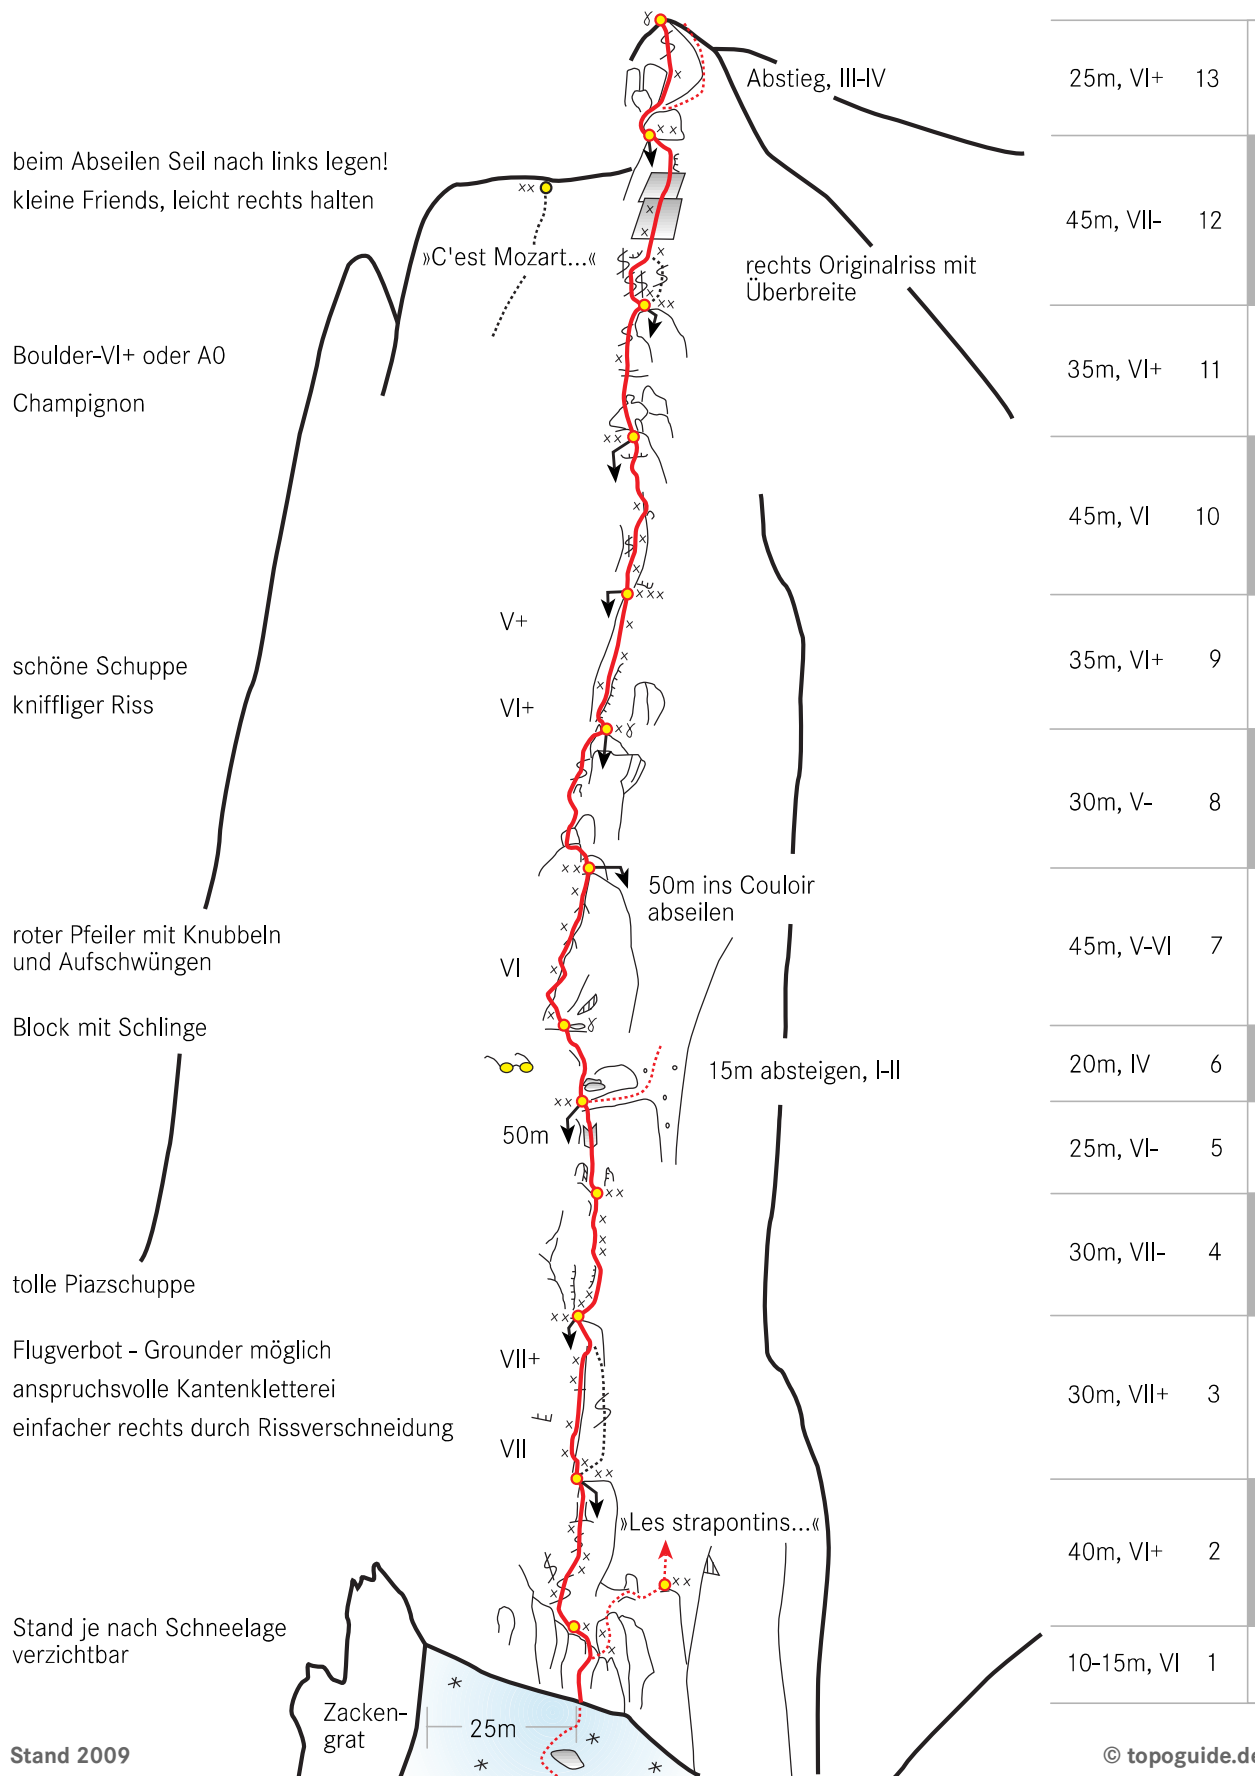 Abstieg, III-IV
25m, VI+ 13
beim Abseilen Seil nach links legen!
kleine Friends, leicht rechts halten
»C'est Mozart...«
45m, VII- 12
rechts Originalriss mit
Überbreite
Boulder-VI+ oder A0
Champignon
35m, VI+ 11
45m, VI 10
V+
schöne Schuppe
kniffliger Riss
VI+
35m, VI+ 9
30m, V- 8
50m ins Couloir
abseilen
roter Pfeiler mit Knubbeln
und Aufschwüngen
VI
45m, V-VI 7
Block mit Schlinge
15m absteigen, I-II
20m, IV 6
50m
25m, VI- 5
30m, VII- 4
tolle Piazschuppe
Flugverbot - Grounder möglich
anspruchsvolle Kantenkletterei
einfacher rechts durch Rissverschneidung
VII+
VII
30m, VII+ 3
»Les strapontins...«
40m, VI+ 2
Stand je nach Schneelage
verzichtbar
10-15m, VI 1
Zacken-
grat
25m
Stand 2009
© topoguide.de